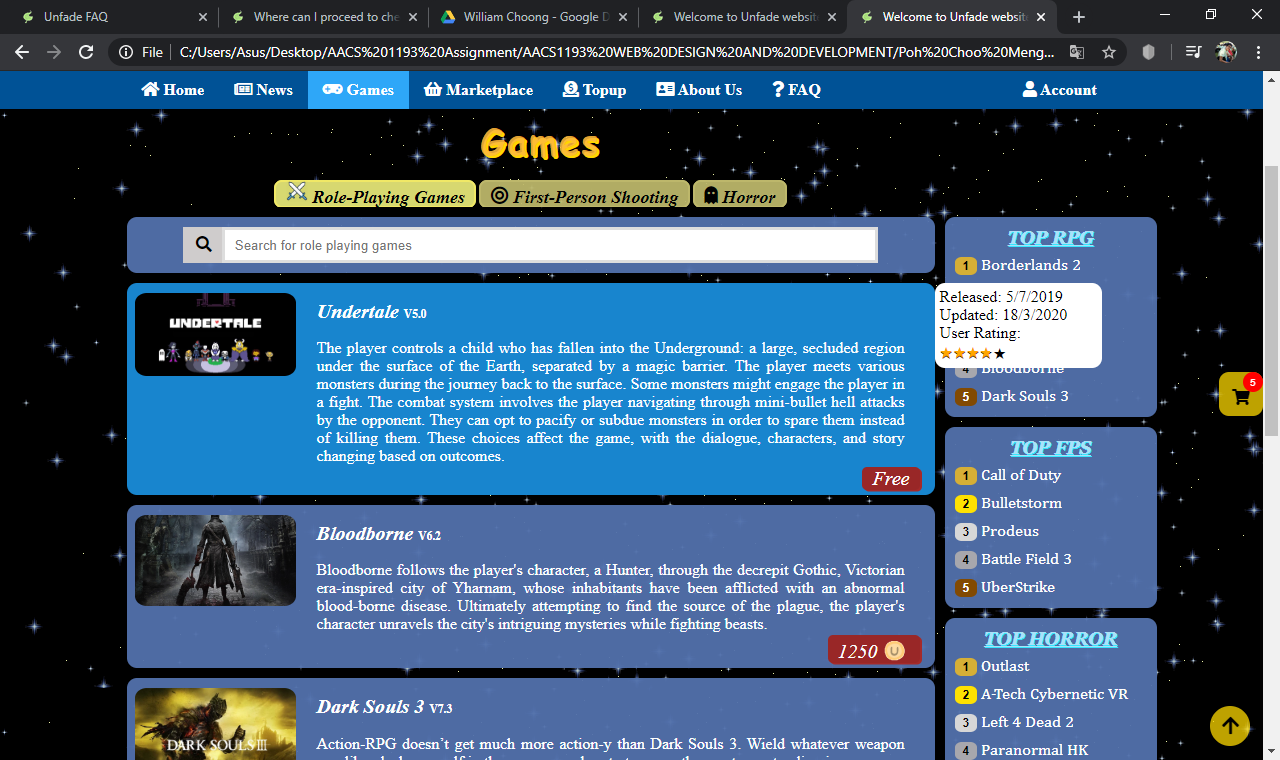 Unfade FAQ
Where can I proceed to che
William Choong - Google D
Welcome to Unfade websit
Welcome to Unfade websit
File
C:/Users/Asus/Desktop/AACS%201193%20Assignment/AACS1193%20WEB%20DESIGN%20AND%20DEVELOPMENT/Poh%20Choo%20Meng...
Home News Games Marketplace Topup About Us FAQ Account
Games
Role-Playing Games First-Person Shooting Horror
Search for role playing games
UNDERTALE
Undertale V5.0
The player controls a child who has fallen into the Underground: a large, secluded region
under the surface of the Earth, separated by a magic barrier. The player meets various
monsters during the journey back to the surface. Some monsters might engage the player in
a fight. The combat system involves the player navigating through mini-bullet hell attacks
by the opponent. They can opt to pacify or subdue monsters in order to spare them instead
of killing them. These choices affect the game, with the dialogue, characters, and story
changing based on outcomes.
Free
Bloodborne V6.2
Bloodborne follows the player's character, a Hunter, through the decrepit Gothic, Victorian
era-inspired city of Yharnam, whose inhabitants have been afflicted with an abnormal
blood-borne disease. Ultimately attempting to find the source of the plague, the player's
character unravels the city's intriguing mysteries while fighting beasts.
1250 U
DARK SOULS III
Dark Souls 3 V7.3
Action-RPG doesn't get much more action-y than Dark Souls 3. Wield whatever weapon
TOP RPG
1 Borderlands 2
Released: 5/7/2019
Updated: 18/3/2020
User Rating:
4 Bloodborne
5 Dark Souls 3
5
TOP FPS
1 Call of Duty
2 Bulletstorm
3 Prodeus
4 Battle Field 3
5 UberStrike
TOP HORROR
1 Outlast
2 A-Tech Cybernetic VR
3 Left 4 Dead 2
4 Paranormal HK